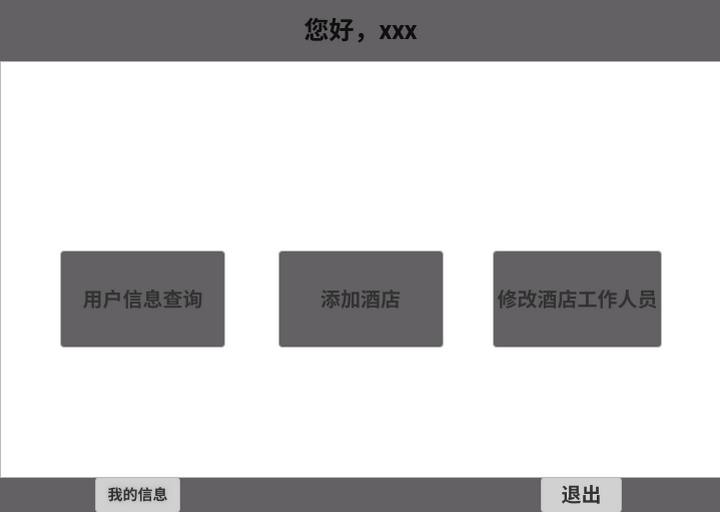 您好，xxx
用户信息查询
添加酒店
修改酒店工作人员
我的信息
退出